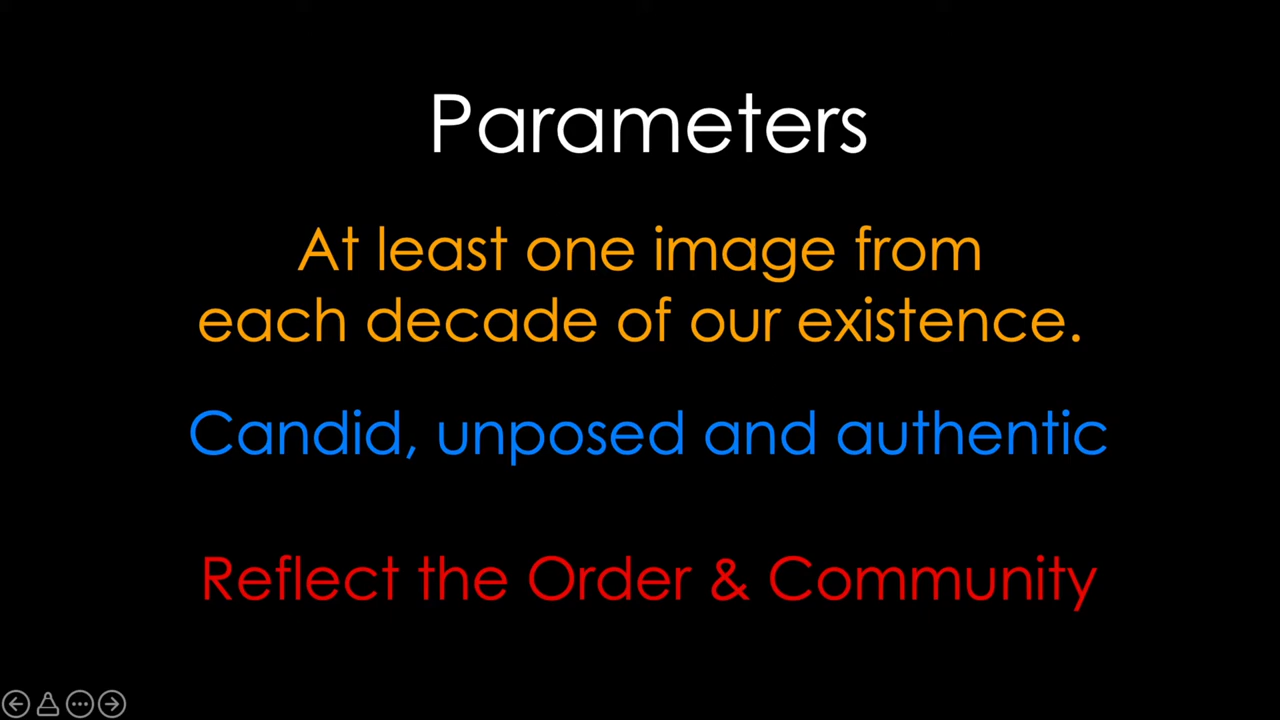 Parameters
At least one image from
each decade of our existence.
Candid, unposed and authentic
Reflect the Order & Community